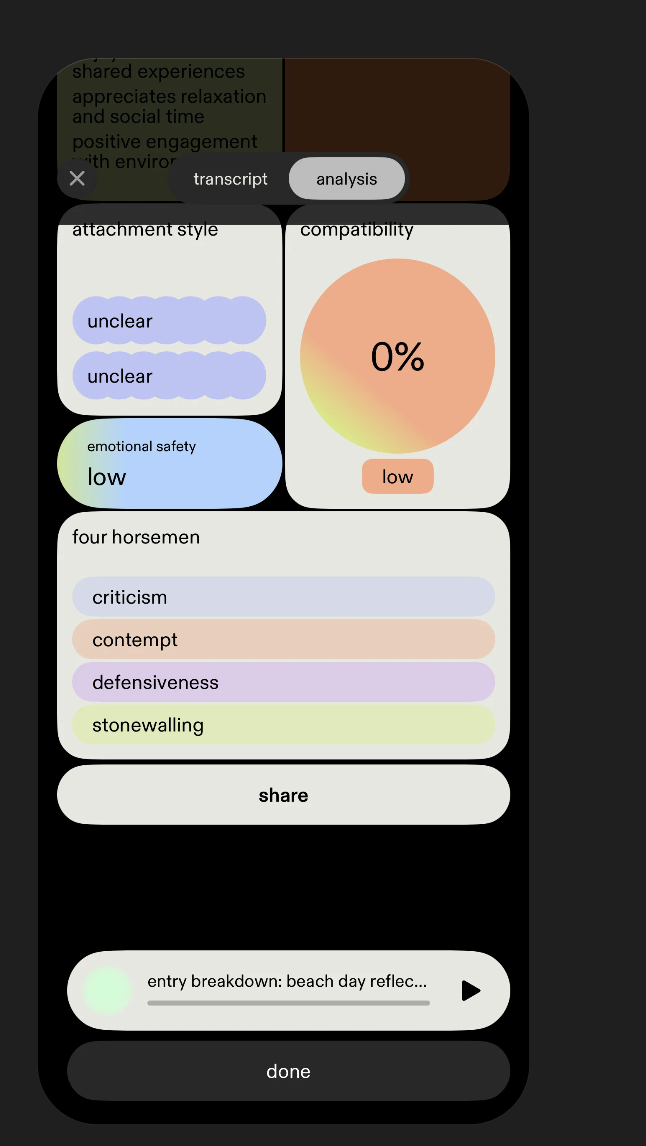 shared experiences
appreciates relaxation
and social time
positive engagement
with
transcript
analysis
attachment style
unclear
unclear
compatibility
0%
low
emotional safety
low
four horsemen
criticism
contempt
defensiveness
stonewalling
share
entry breakdown: beach day reflec...
done